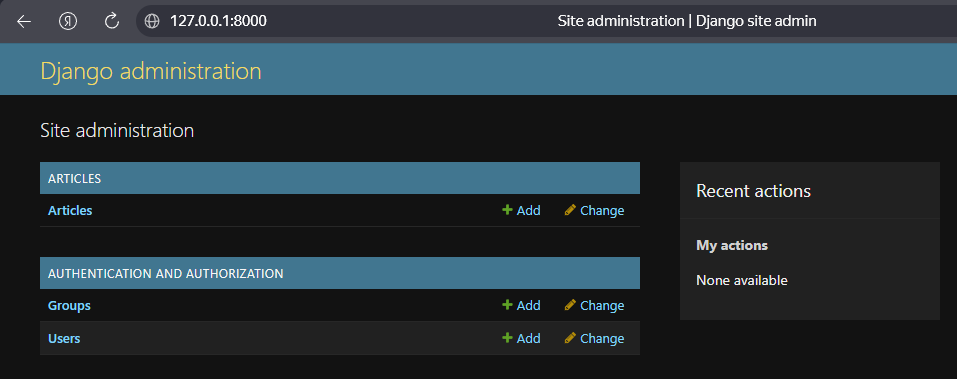 Я
127.0.0.1:8000
Site administration | Django site admin
Django administration
Site administration
ARTICLES
Articles Add Change
AUTHENTICATION AND AUTHORIZATION
Groups Add Change
Users Add Change
Recent actions
My actions
None available